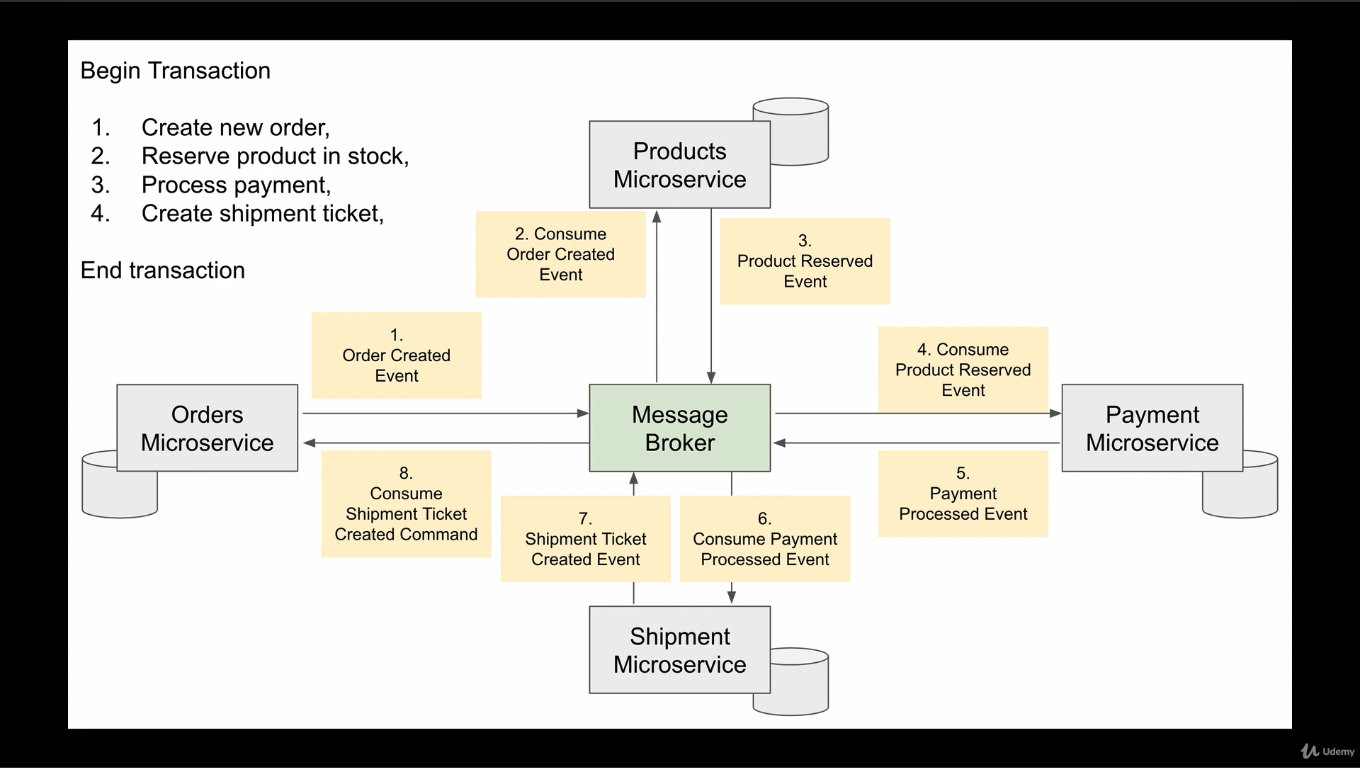 Begin Transaction
1. Create new order,
2. Reserve product in stock,
3. Process payment,
4. Create shipment ticket,
End transaction
Products
Microservice
2. Consume
Order Created
Event
3.
Product Reserved
Event
1.
Order Created
Event
4. Consume
Product Reserved
Event
Orders
Microservice
Message
Broker
Payment
Microservice
8.
Consume
Shipment Ticket
Created Command
7.
Shipment Ticket
Created Event
6.
Consume Payment
Processed Event
5.
Payment
Processed Event
Shipment
Microservice
Udemy